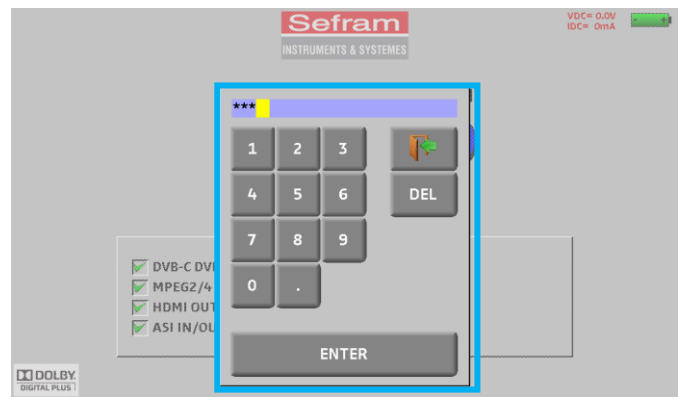 Sefram
INSTRUMENTS & SYSTEMES
VDC= 0.0V
IDC= 0mA
***
1 2 3
4 5 6 DEL
7 8 9
0 .
ENTER
DVB-C DV
MPEG2/4
HDMI OUT
ASI IN/OU
DOLBY
DIGITAL PLUS